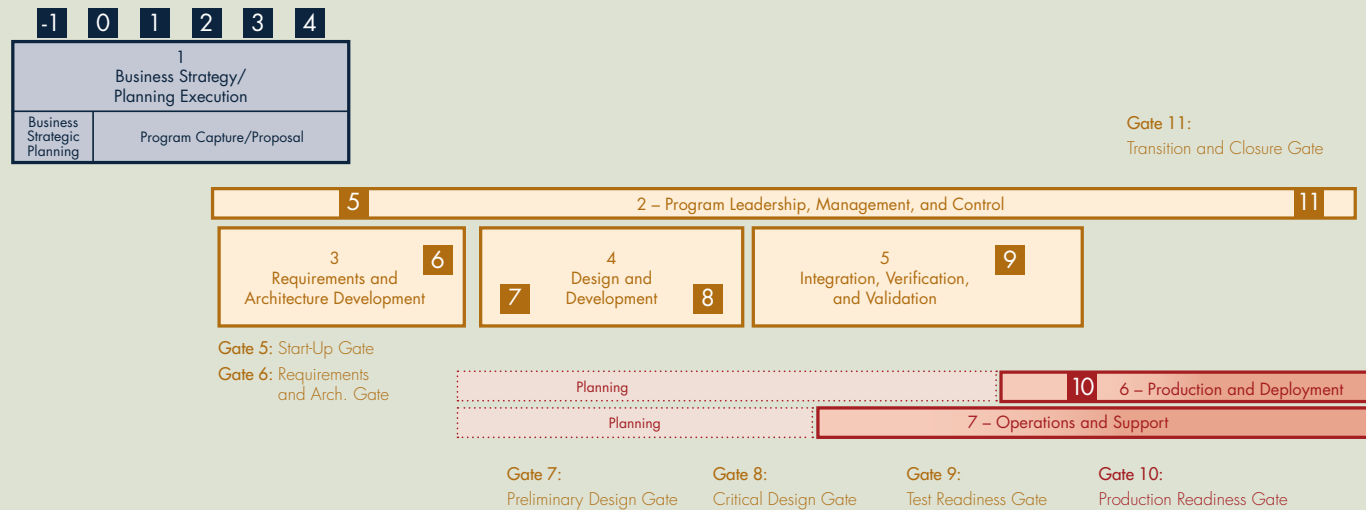 -1 0 1 2 3 4
1
Business Strategy/
Planning Execution
Business
Strategic
Planning
Program Capture/Proposal
Gate 11:
Transition and Closure Gate
5
2 – Program Leadership, Management, and Control
11
3
Requirements and
Architecture Development
6
4
Design and
Development
7
8
5
Integration, Verification,
and Validation
9
Gate 5: Start-Up Gate
Gate 6: Requirements
and Arch. Gate
Planning
10
6 – Production and Deployment
Planning
7 – Operations and Support
Gate 7:
Preliminary Design Gate
Gate 8:
Critical Design Gate
Gate 9:
Test Readiness Gate
Gate 10:
Production Readiness Gate